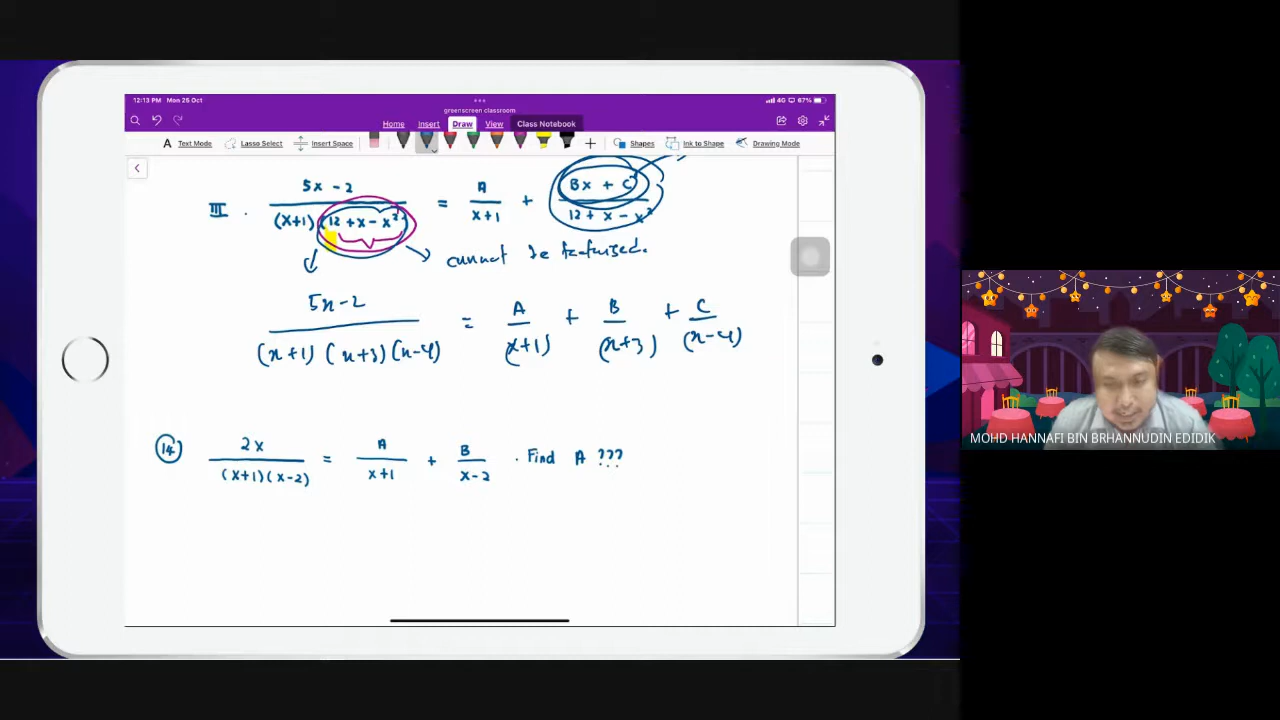 12:13 PM Mon 25 Oct
4G 67%
greenscreen classroom
Home Insert Draw View Class Notebook
A Text Mode Lasso Select Insert Space Shapes Ink to Shape Drawing Mode
III. 5x - 2 / (x+1)(12 + x - x²) = A / x+1 + Bx + C / 12 + x - x²
cannot be factorised.
5x - 2 / (x+1)(x+3)(x-4) = A / (x+1) + B / (x+3) + C / (x-4)
14) 2x / (x+1)(x-2) = A / x+1 + B / x-2 . Find A ???
MOHD HANNAFI BIN BRHANNUDIN EDIDIK